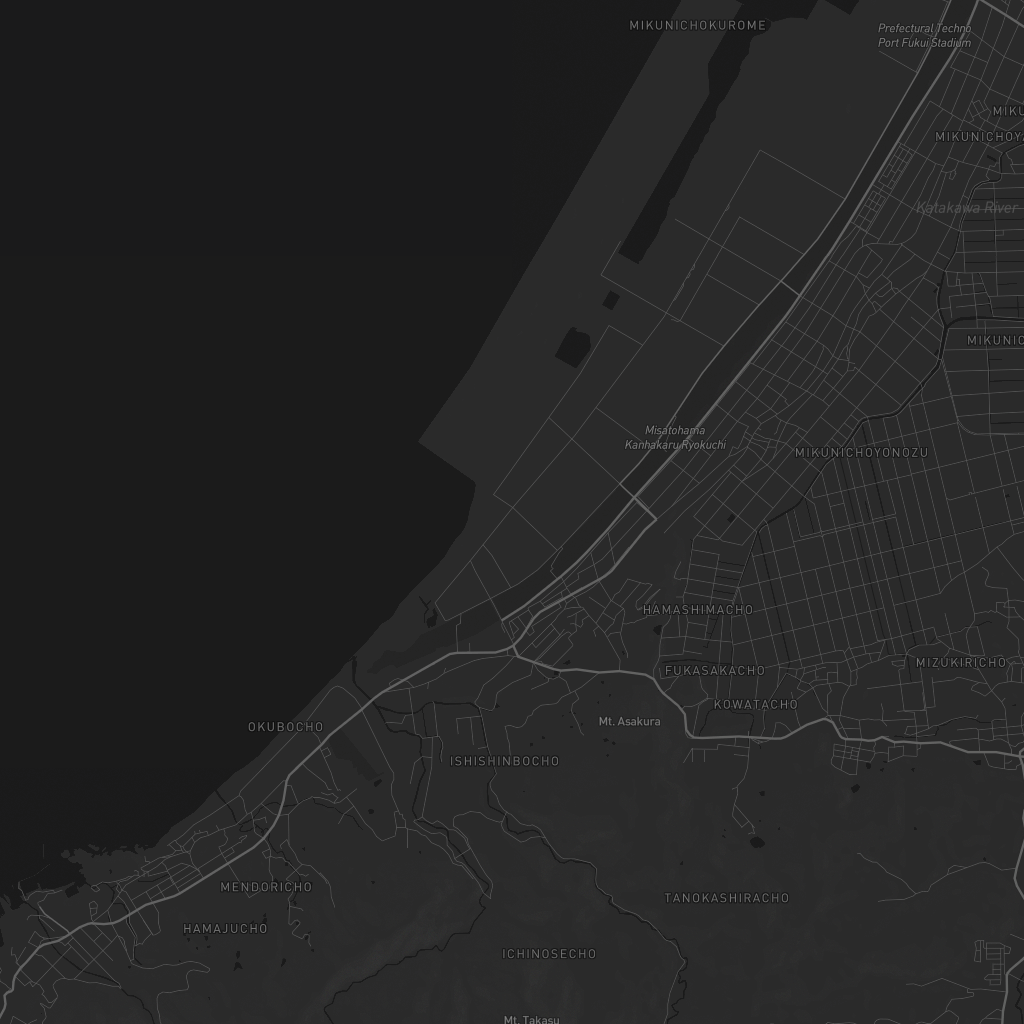 MIKUNICHOKUROME
Prefectural Techno
Port Fukui Stadium
MIKU
MIKUNICHOYA
Katakawa River
MIKUNIC
Misatohama
Kanhakaru Ryokuchi
MIKUNICHOYONOZU
HAMASHIMACHO
FUKASAKACHO
MIZUKIRICHO
KOWATACHO
Mt. Asakura
OKUBOCHO
ISHISHINBOCHO
MENDORICHO
TANOKASHIRACHO
HAMAJUCHO
ICHINOSECHO
Mt. Takasu